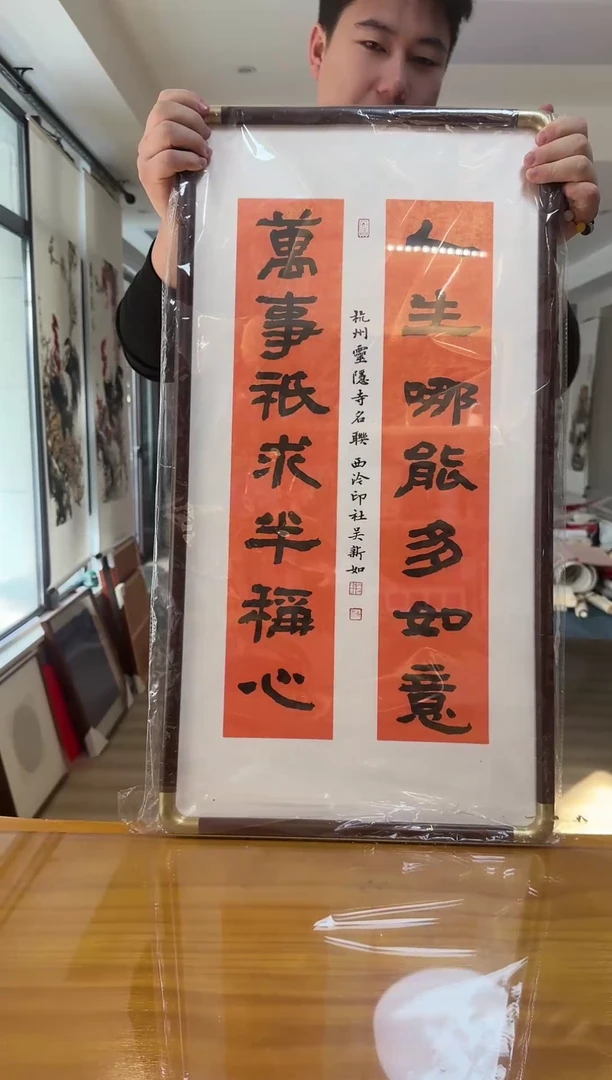 人生哪能多如意
萬事祇求半稱心
杭州靈隱寺名聯 西泠印社吴新如